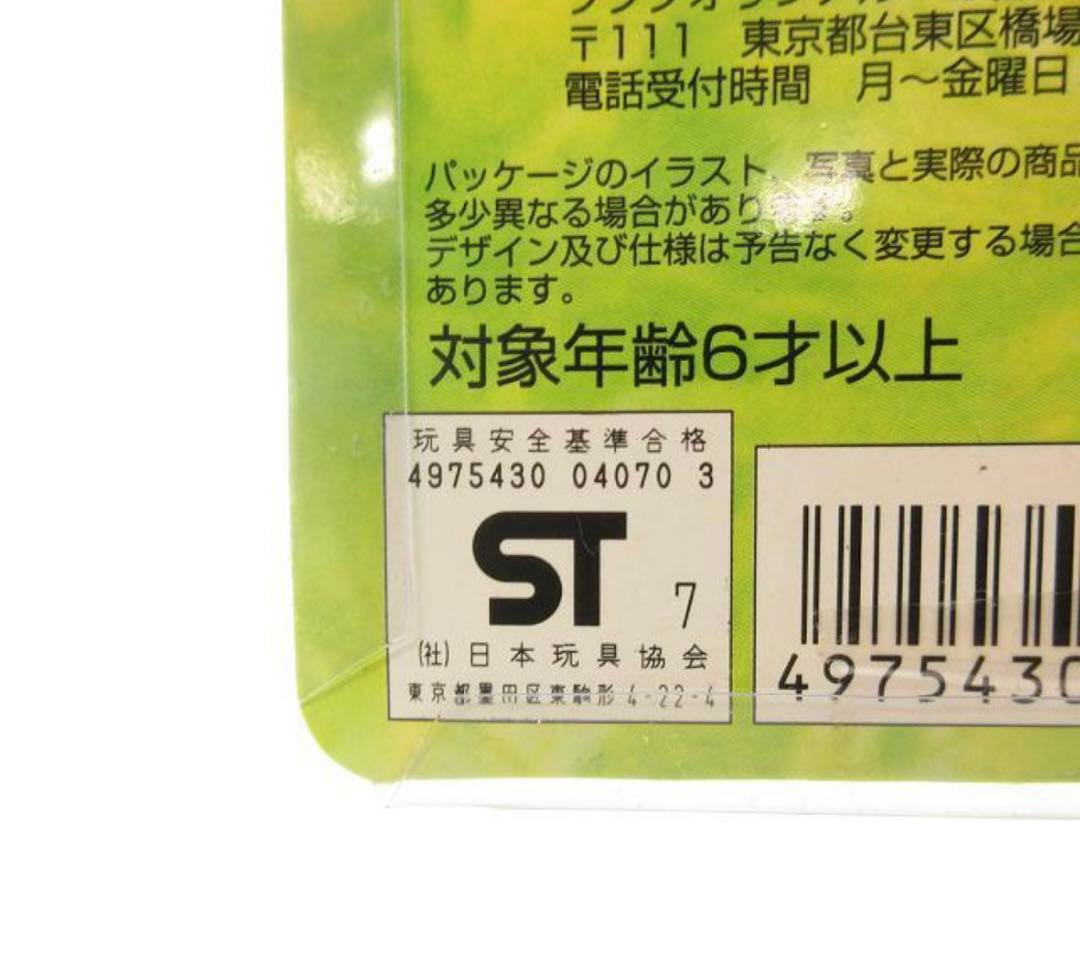 〒111 東京都台東区橋場
電話受付時間 月〜金曜日
パッケージのイラスト、写真と実際の商品
多少異なる場合があります。
デザイン及び仕様は予告なく変更する場合
あります。
対象年齢6才以上
玩具安全基準合格
4975430 04070 3
ST 7
(社)日本玩具協会
東京都墨田区東駒形4-22-4
4975430